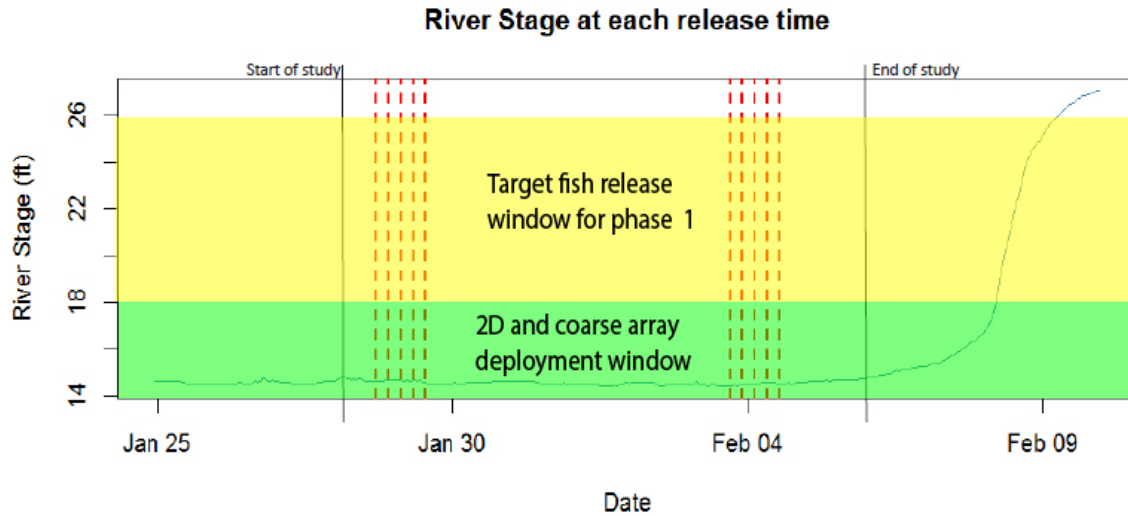 River Stage at each release time
Start of study
End of study
River Stage (ft)
26
22
18
14
Target fish release
window for phase 1
2D and coarse array
deployment window
Jan 25
Jan 30
Feb 04
Feb 09
Date